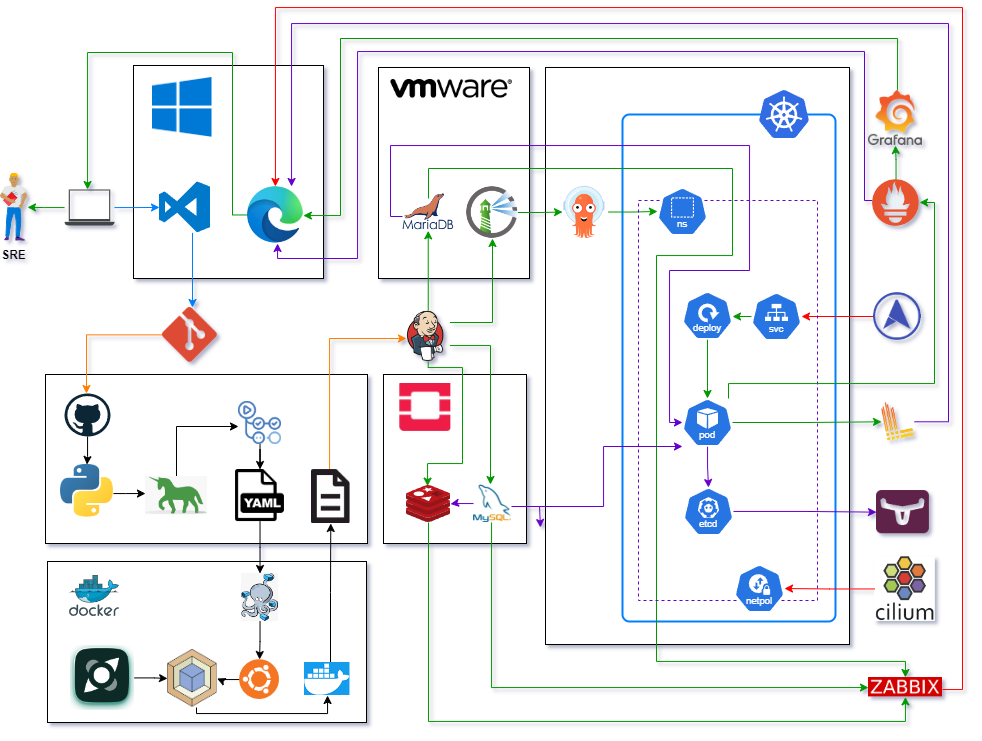 vmware®
Grafana
MariaDB
ns
SRE
deploy
svc
pod
YAML
MySQL
etcd
netpol
docker
cilium
ZABBIX